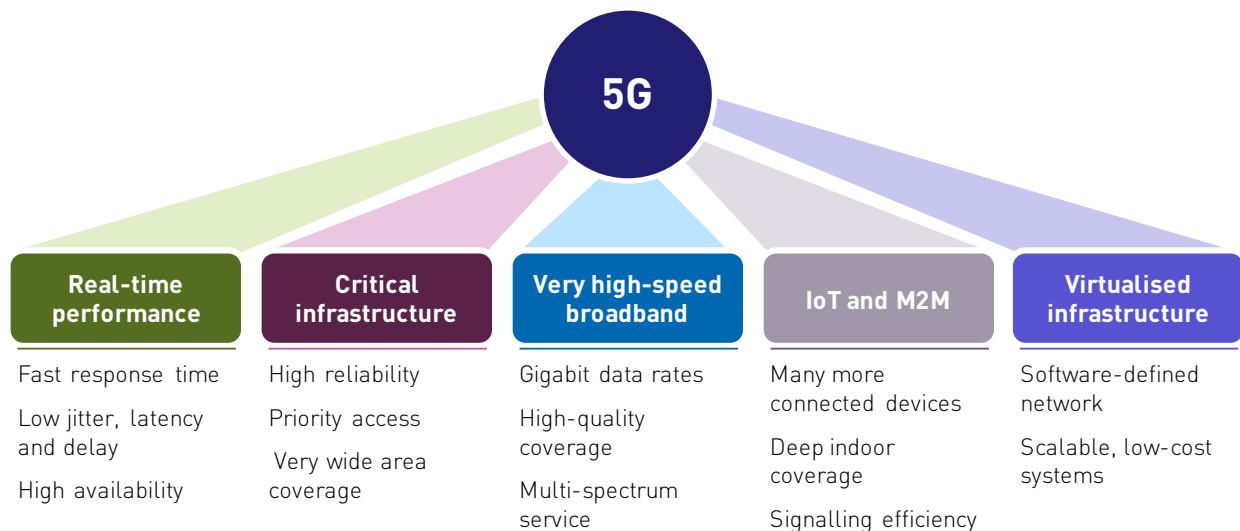 5G
Real-time
performance
Fast response time
Low jitter, latency
and delay
High availability
Critical
infrastructure
High reliability
Priority access
Very wide area
coverage
Very high-speed
broadband
Gigabit data rates
High-quality
coverage
Multi-spectrum
service
IoT and M2M
Many more
connected devices
Deep indoor
coverage
Signalling efficiency
Virtualised
infrastructure
Software-defined
network
Scalable, low-cost
systems